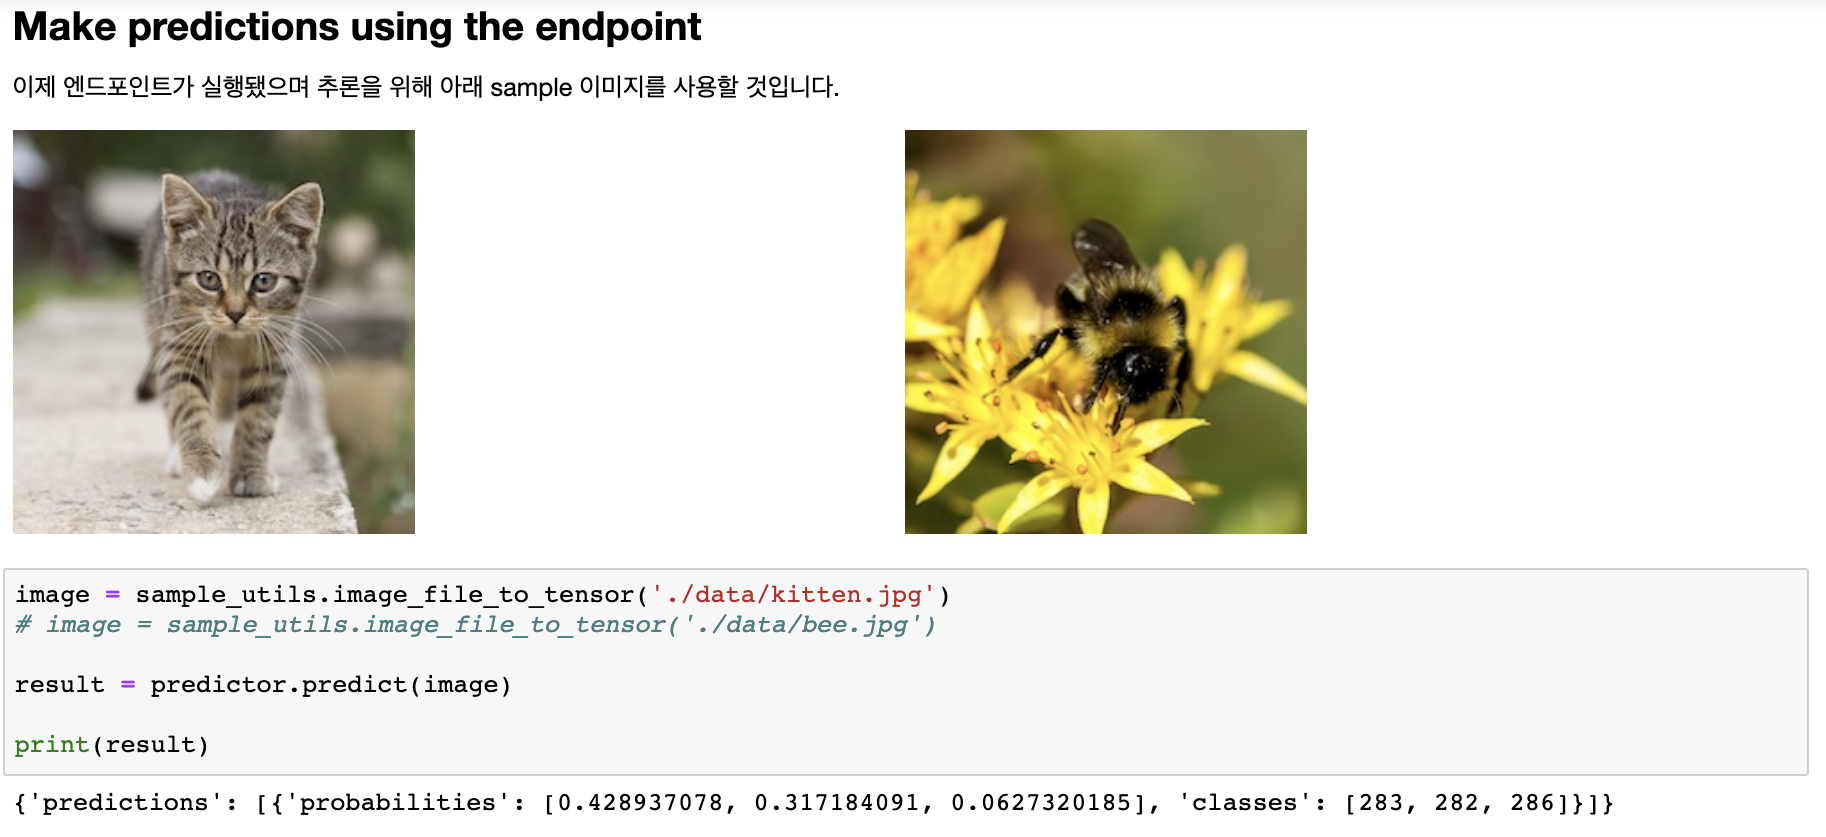 Make predictions using the endpoint
이제 엔드포인트가 실행됐으며 추론을 위해 아래 sample 이미지를 사용할 것입니다.
image = sample_utils.image_file_to_tensor('./data/kitten.jpg')
# image = sample_utils.image_file_to_tensor('./data/bee.jpg')
result = predictor.predict(image)
print(result)
{'predictions': [{'probabilities': [0.428937078, 0.317184091, 0.0627320185], 'classes': [283, 282, 286]}]}